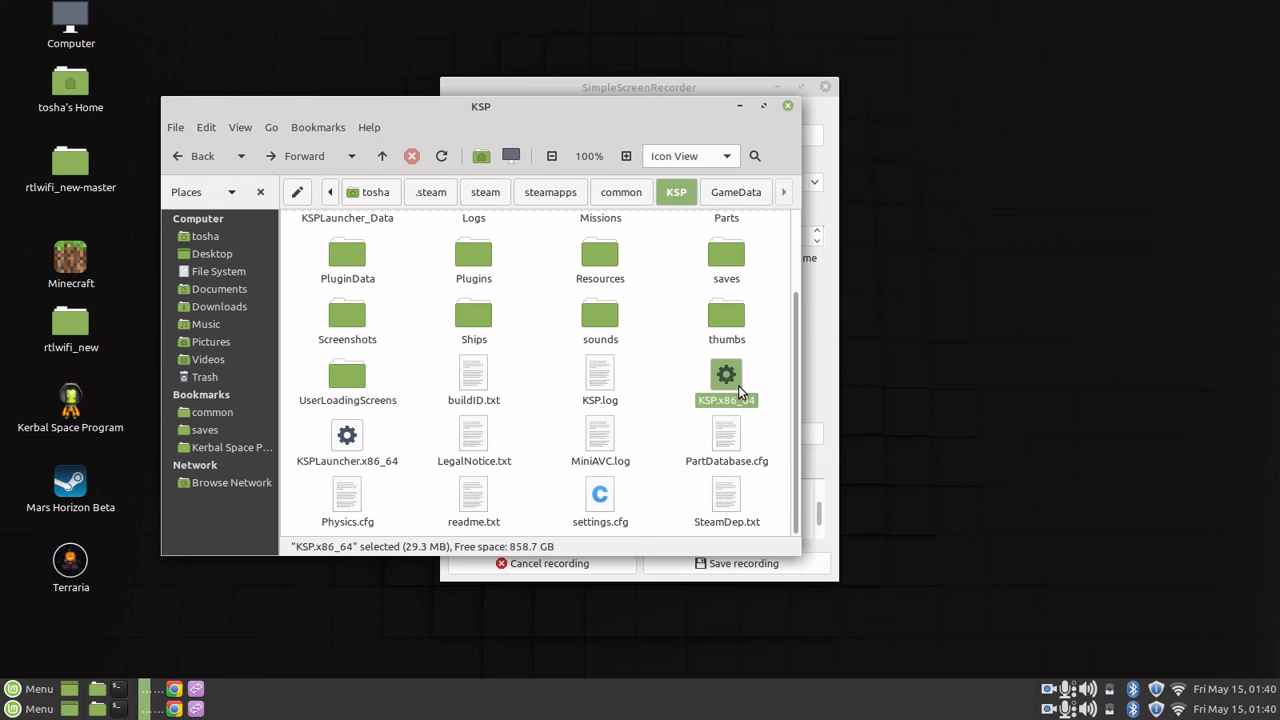 Computer
tosha's Home
rtlwifi_new-master
Minecraft
rtlwifi_new
Kerbal Space Program
Mars Horizon Beta
Terraria
SimpleScreenRecorder
me
Cancel recording
Save recording
KSP
File Edit View Go Bookmarks Help
Back Forward 100% Icon View
Places
tosha .steam steam steamapps common KSP GameData
Computer
tosha
Desktop
File System
Documents
Downloads
Music
Pictures
Videos
Trash
Bookmarks
common
saves
Kerbal Space P...
Network
Browse Network
KSPLauncher_Data Logs Missions Parts
PluginData Plugins Resources saves
Screenshots Ships sounds thumbs
UserLoadingScreens buildID.txt KSP.log KSP.x86_64
KSPLauncher.x86_64 LegalNotice.txt MiniAVC.log PartDatabase.cfg
Physics.cfg readme.txt settings.cfg SteamDep.txt
"KSP.x86_64" selected (29.3 MB), Free space: 858.7 GB
Menu ... ... Fri May 15, 01:40
Menu ... ... Fri May 15, 01:40